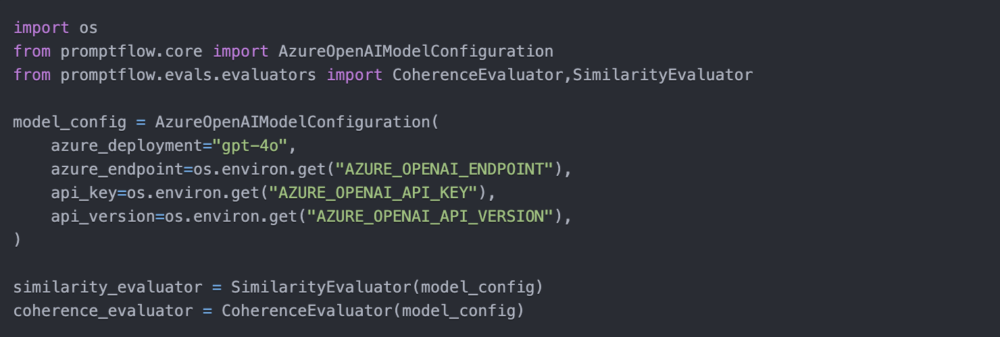 import os
from promptflow.core import AzureOpenAIModelConfiguration
from promptflow.evals.evaluators import CoherenceEvaluator,SimilarityEvaluator

model_config = AzureOpenAIModelConfiguration(
    azure_deployment="gpt-4o",
    azure_endpoint=os.environ.get("AZURE_OPENAI_ENDPOINT"),
    api_key=os.environ.get("AZURE_OPENAI_API_KEY"),
    api_version=os.environ.get("AZURE_OPENAI_API_VERSION"),
)

similarity_evaluator = SimilarityEvaluator(model_config)
coherence_evaluator = CoherenceEvaluator(model_config)